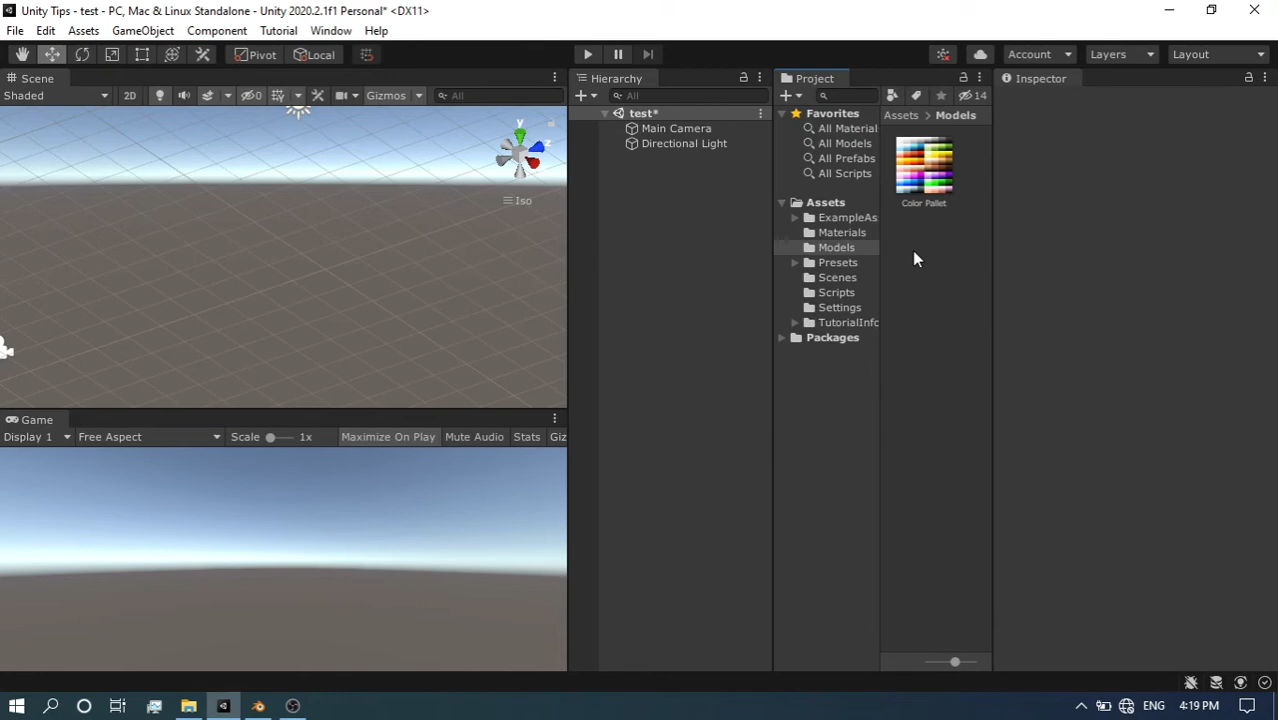 Unity Tips - test - PC, Mac & Linux Standalone - Unity 2020.2.1f1 Personal* <DX11>
File Edit Assets GameObject Component Tutorial Window Help
Pivot Local Account Layers Layout
Scene Hierarchy Project Inspector
Shaded 2D 0 Gizmos All All 14
test*
Main Camera
Directional Light
Favorites
All Material
All Models
All Prefabs
All Scripts
Assets
ExampleAs
Materials
Models
Presets
Scenes
Scripts
Settings
TutorialInfo
Packages
Assets > Models
Color Pallet
y
z
Iso
Game
Display 1 Free Aspect Scale 1x Maximize On Play Mute Audio Stats Giz
ENG 4:19 PM